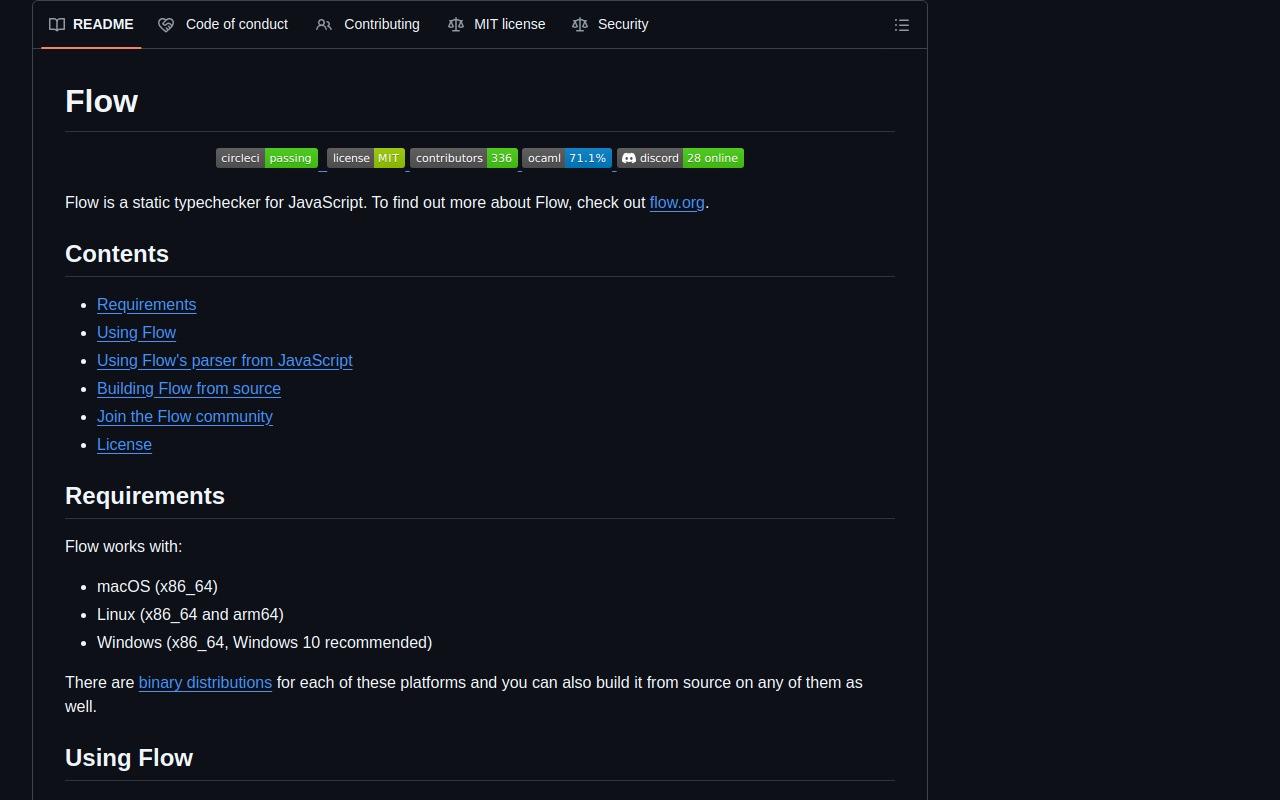 README Code of conduct Contributing MIT license Security
Flow
circleci passing license MIT contributors 336 ocaml 71.1% discord 28 online
Flow is a static typechecker for JavaScript. To find out more about Flow, check out flow.org.
Contents
Requirements
Using Flow
Using Flow's parser from JavaScript
Building Flow from source
Join the Flow community
License
Requirements
Flow works with:
macOS (x86_64)
Linux (x86_64 and arm64)
Windows (x86_64, Windows 10 recommended)
There are binary distributions for each of these platforms and you can also build it from source on any of them as
well.
Using Flow